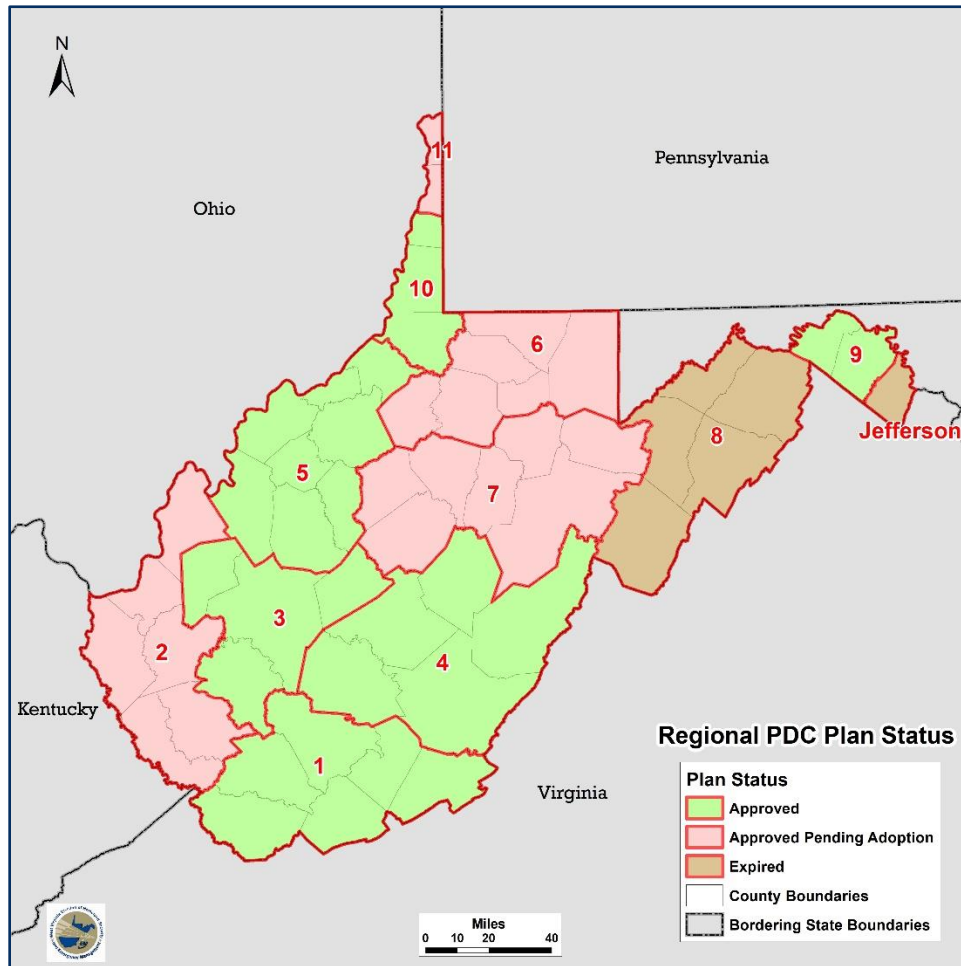 N
Pennsylvania
Ohio
11
10
6
9
8
Jefferson
5
7
3
2
4
Kentucky
1
Virginia
Regional PDC Plan Status
Plan Status
Approved
Approved Pending Adoption
Expired
County Boundaries
Bordering State Boundaries
Miles
0 10 20 40